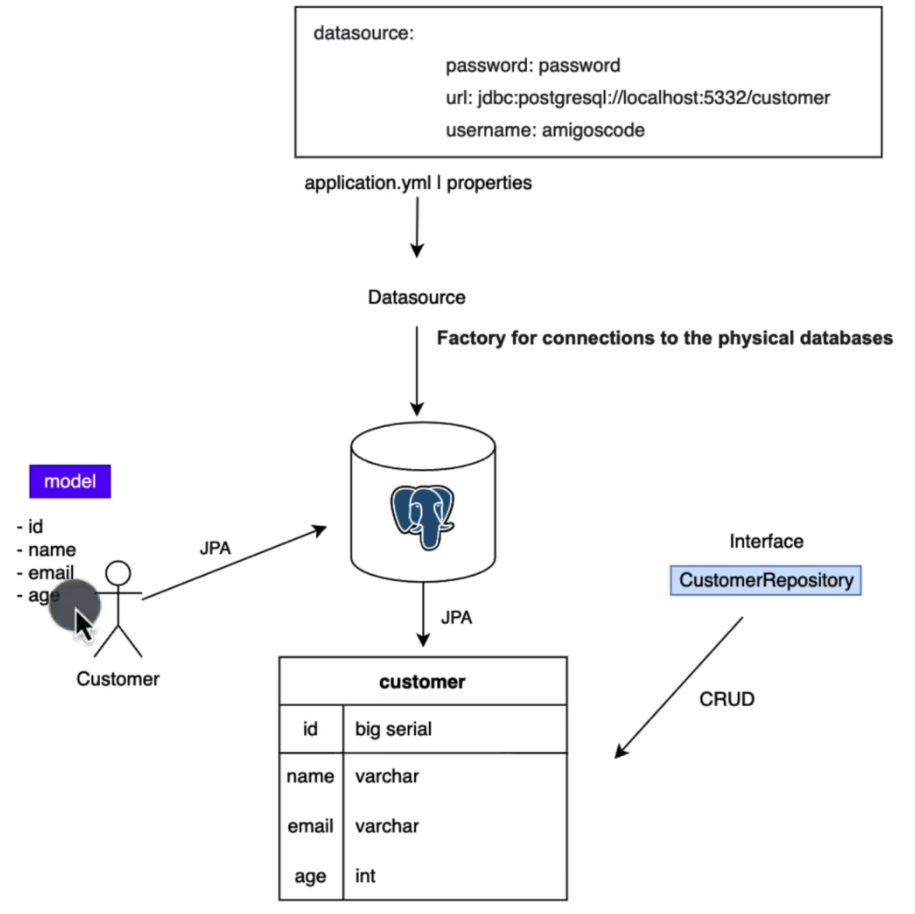 datasource:
password: password
url: jdbc:postgresql://localhost:5332/customer
username: amigoscode
application.yml | properties
Datasource
Factory for connections to the physical databases
model
- id
- name
- email
- age
Customer
JPA
JPA
Interface
CustomerRepository
CRUD
customer
id big serial
name varchar
email varchar
age int